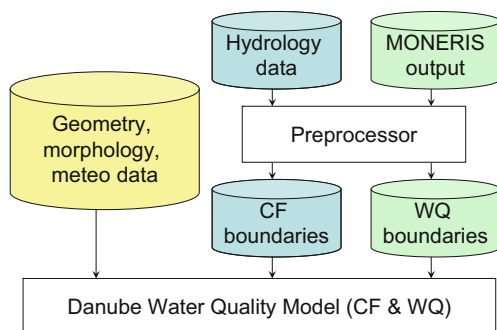 Hydrology
data
MONERIS
output
Geometry,
morphology,
meteo data
Preprocessor
CF
boundaries
WQ
boundaries
Danube Water Quality Model (CF & WQ)